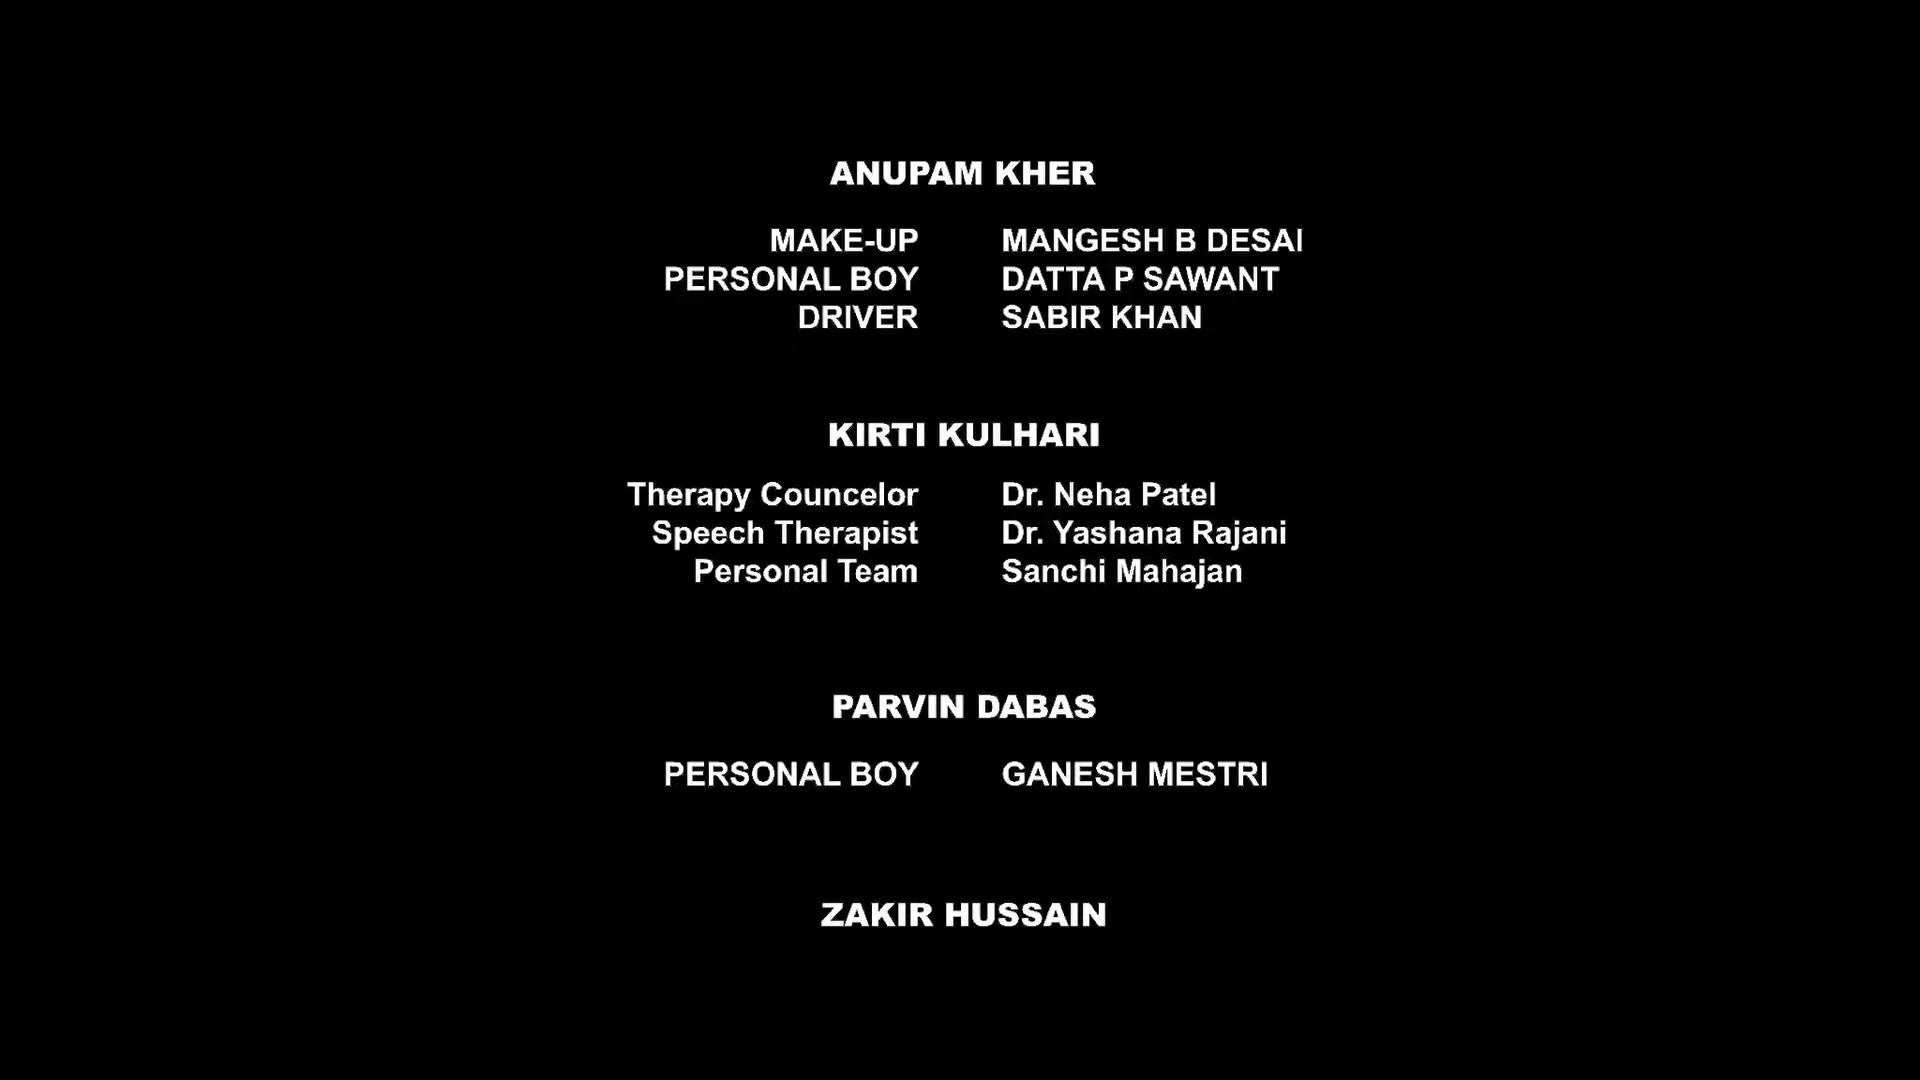 ANUPAM KHER
MAKE-UP MANGESH B DESAI
PERSONAL BOY DATTA P SAWANT
DRIVER SABIR KHAN
KIRTI KULHARI
Therapy Councelor Dr. Neha Patel
Speech Therapist Dr. Yashana Rajani
Personal Team Sanchi Mahajan
PARVIN DABAS
PERSONAL BOY GANESH MESTRI
ZAKIR HUSSAIN